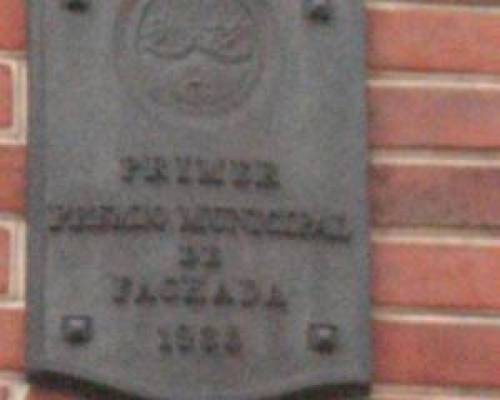 PRIMER
PREMIO MUNICIPAL
DE
FACHADA